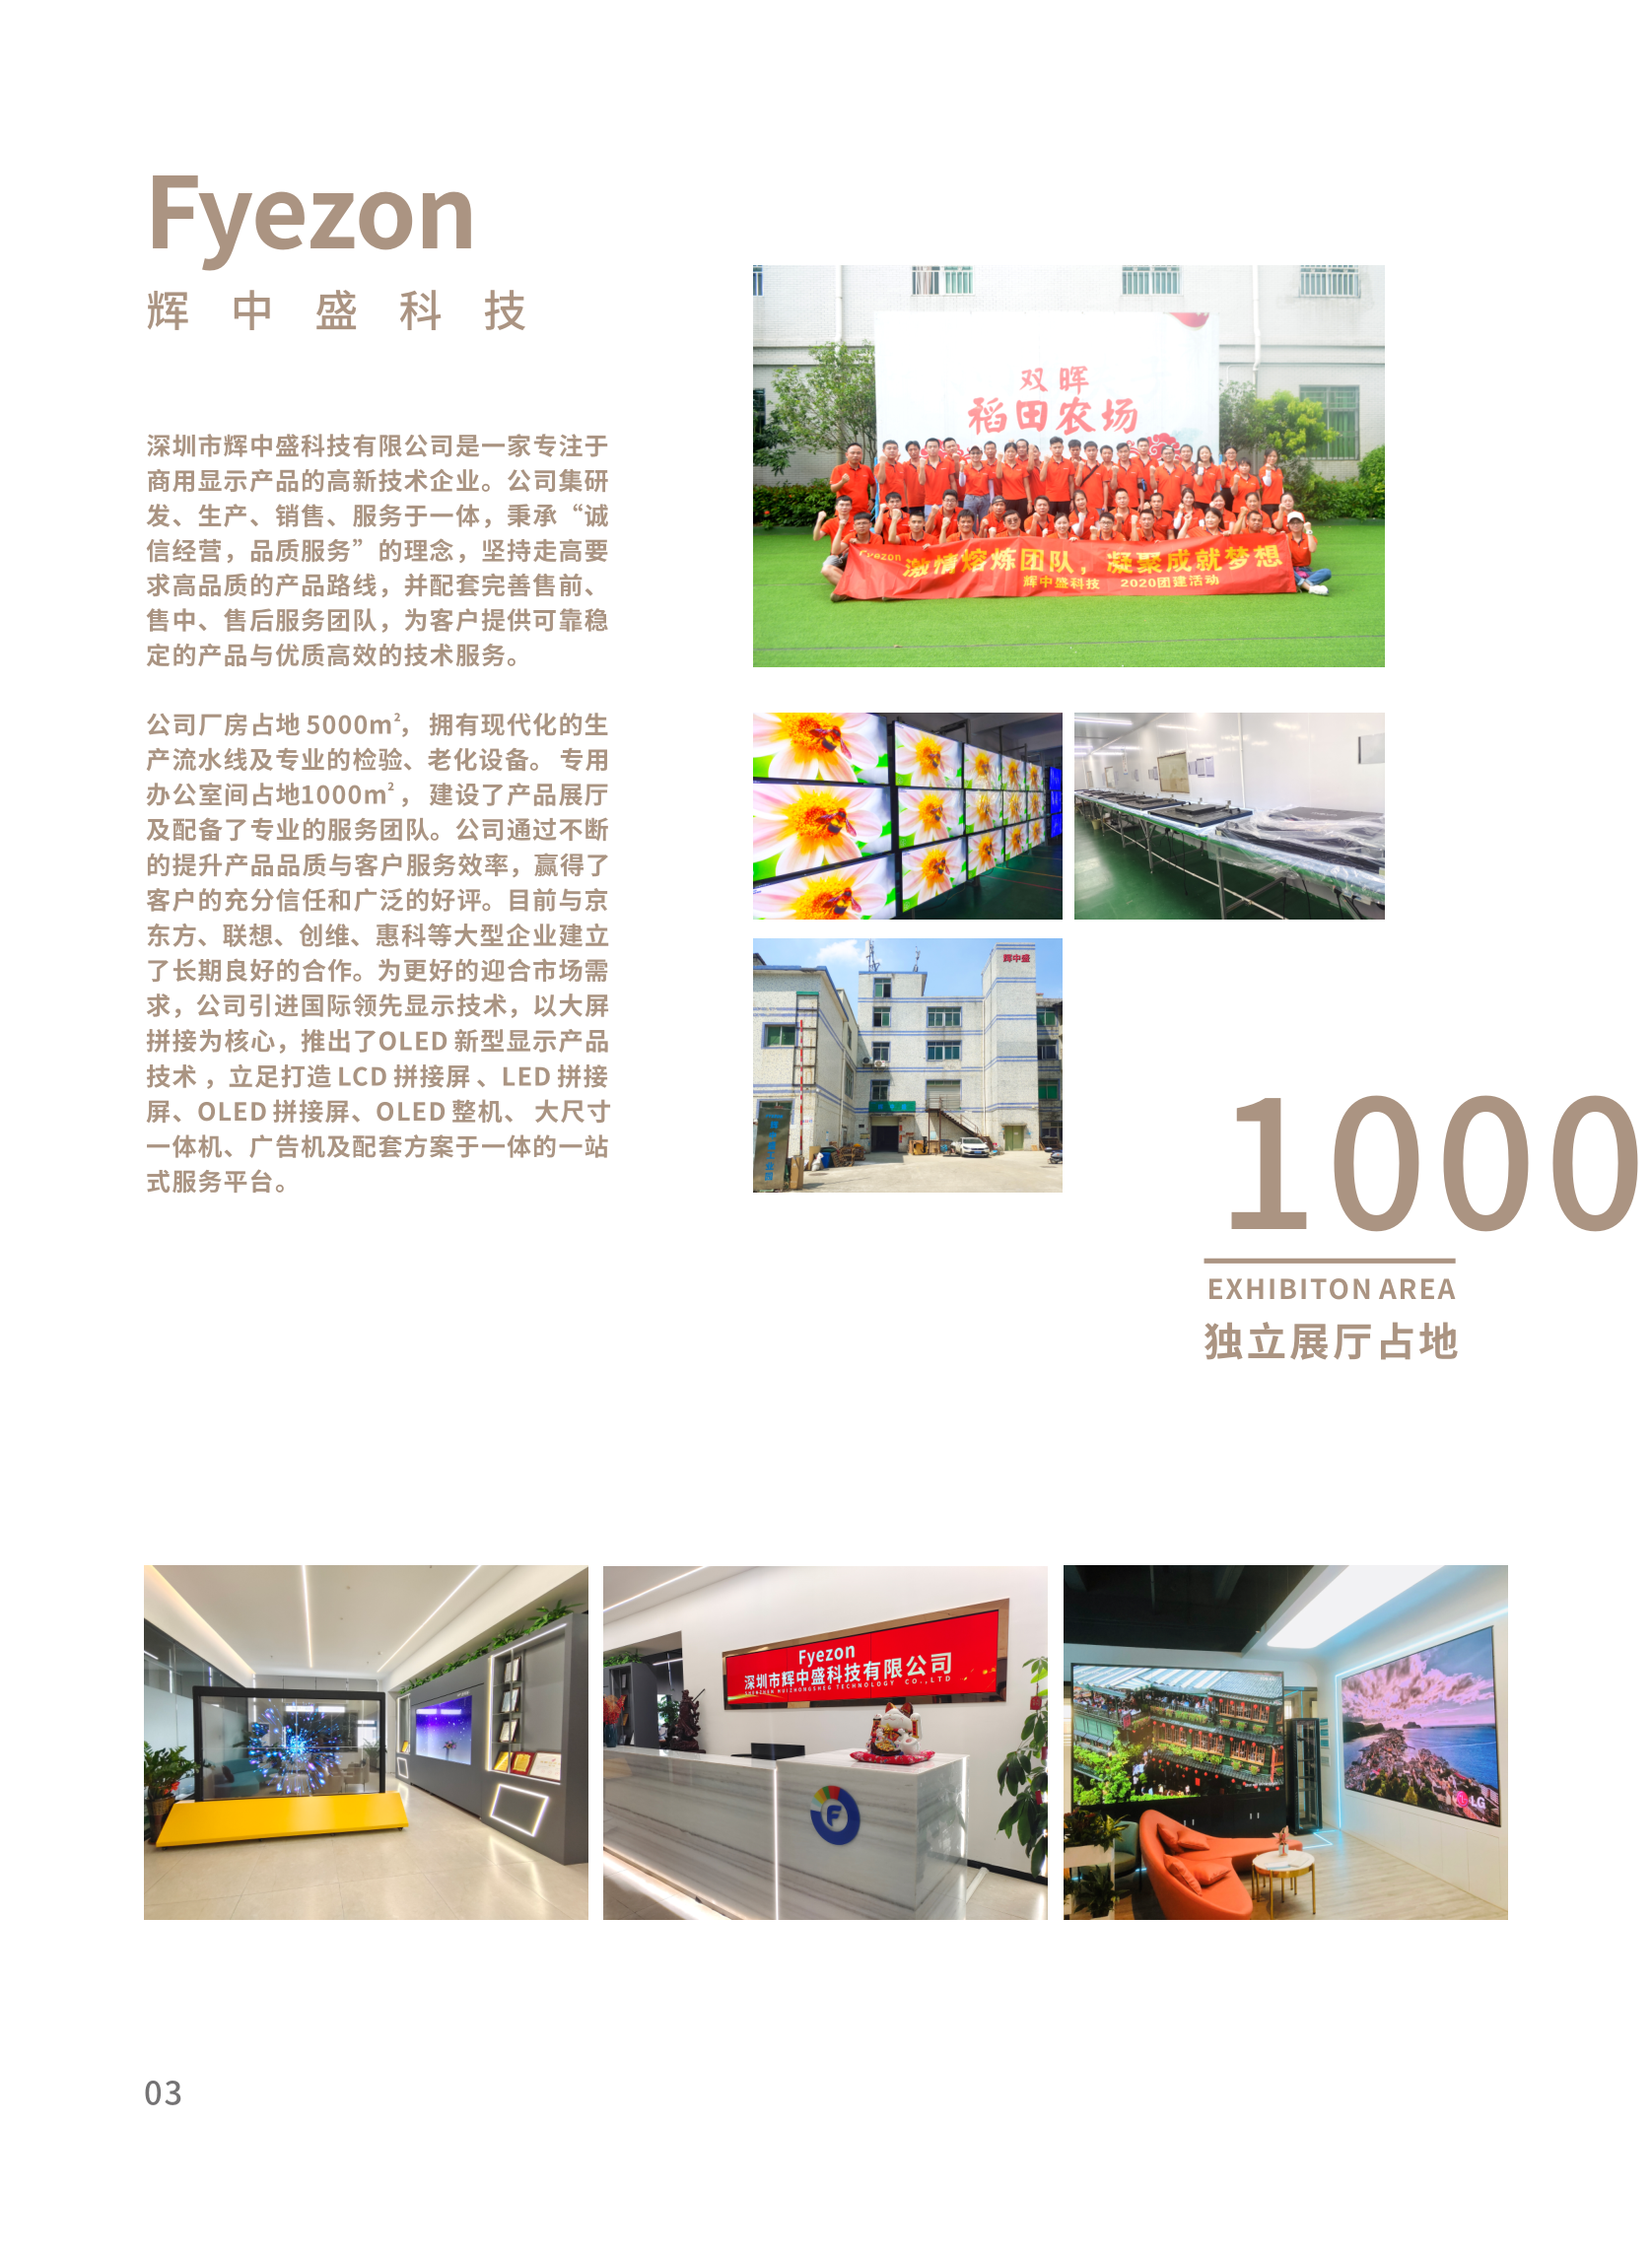 Fyezon
辉中盛科技
深圳市辉中盛科技有限公司是一家专注于
商用显示产品的高新技术企业。公司集研
发、生产、销售、服务于一体，秉承“诚
信经营，品质服务”的理念，坚持走高要
求高品质的产品路线，并配套完善售前、
售中、售后服务团队，为客户提供可靠稳
定的产品与优质高效的技术服务。
公司厂房占地 5000m²， 拥有现代化的生
产流水线及专业的检验、老化设备。 专用
办公室间占地1000m²， 建设了产品展厅
及配备了专业的服务团队。公司通过不断
的提升产品品质与客户服务效率，赢得了
客户的充分信任和广泛的好评。目前与京
东方、联想、创维、惠科等大型企业建立
了长期良好的合作。为更好的迎合市场需
求，公司引进国际领先显示技术，以大屏
拼接为核心，推出了OLED 新型显示产品
技术 ，立足打造 LCD 拼接屏 、LED 拼接
屏、OLED 拼接屏、OLED 整机、 大尺寸
一体机、广告机及配套方案于一体的一站
式服务平台。
双晖
稻田农场
Fyezon 激情熔炼团队，凝聚成就梦想
辉中盛科技 2020团建活动
辉中盛
1000
EXHIBITON AREA
独立展厅占地
Fyezon
深圳市辉中盛科技有限公司
SHENZHEN HUIZHONGSHEG TECHNOLOGY CO.,LTD
F
LG
03